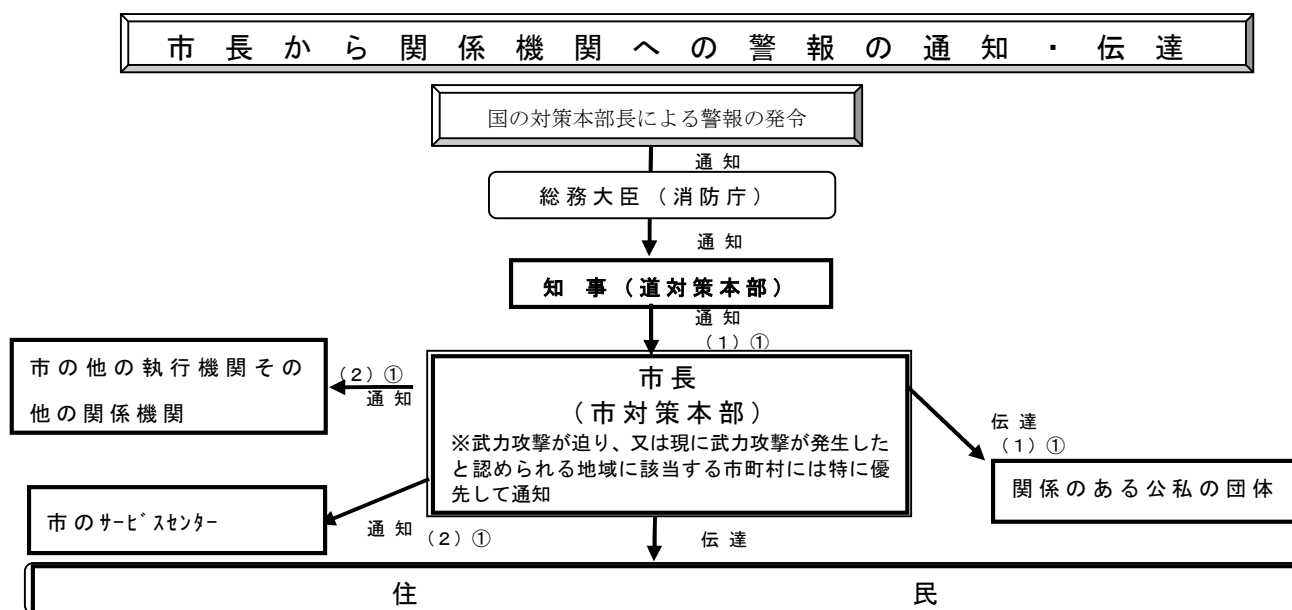 市長から関係機関への警報の通知・伝達
国の対策本部長による警報の発令
通知
総務大臣（消防庁）
通知
知事（道対策本部）
通知
（１）①
市の他の執行機関その
他の関係機関
（２）①
通知
市長
（市対策本部）
※武力攻撃が迫り、又は現に武力攻撃が発生した
と認められる地域に該当する市町村には特に優
先して通知
伝達
（１）①
関係のある公私の団体
市のｻｰﾋﾞｽｾﾝﾀｰ
通知
（２）①
伝達
住民